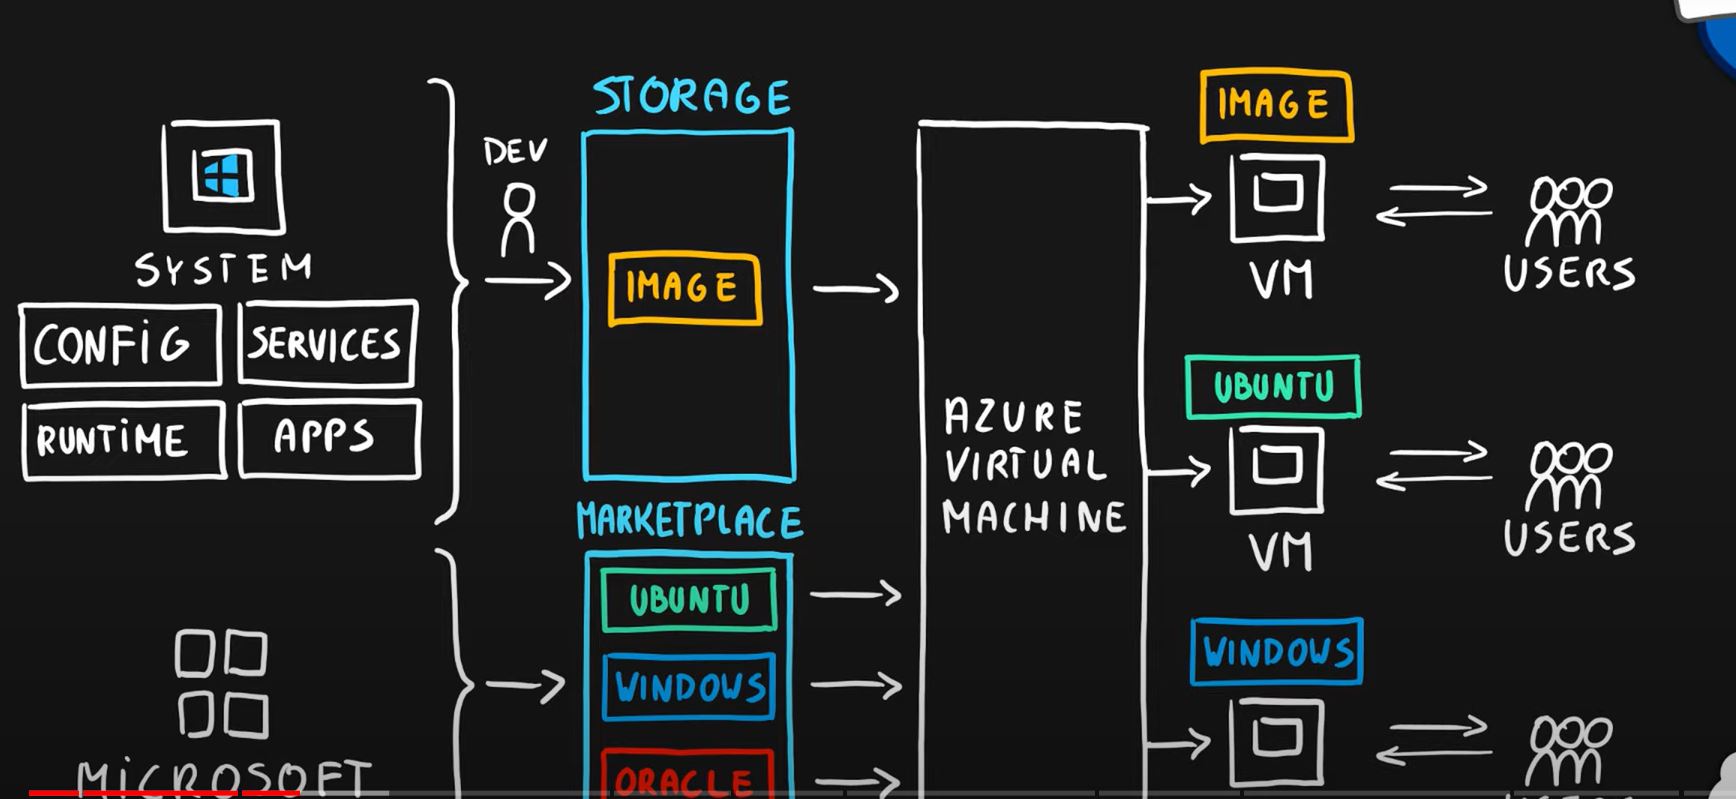 STORAGE
IMAGE
DEV
SYSTEM
IMAGE
VM
USERS
CONFIG
SERVICES
RUNTIME
APPS
UBUNTU
AZURE
VIRTUAL
MACHINE
MARKETPLACE
VM
USERS
UBUNTU
WINDOWS
WINDOWS
MICROSOFT
ORACLE